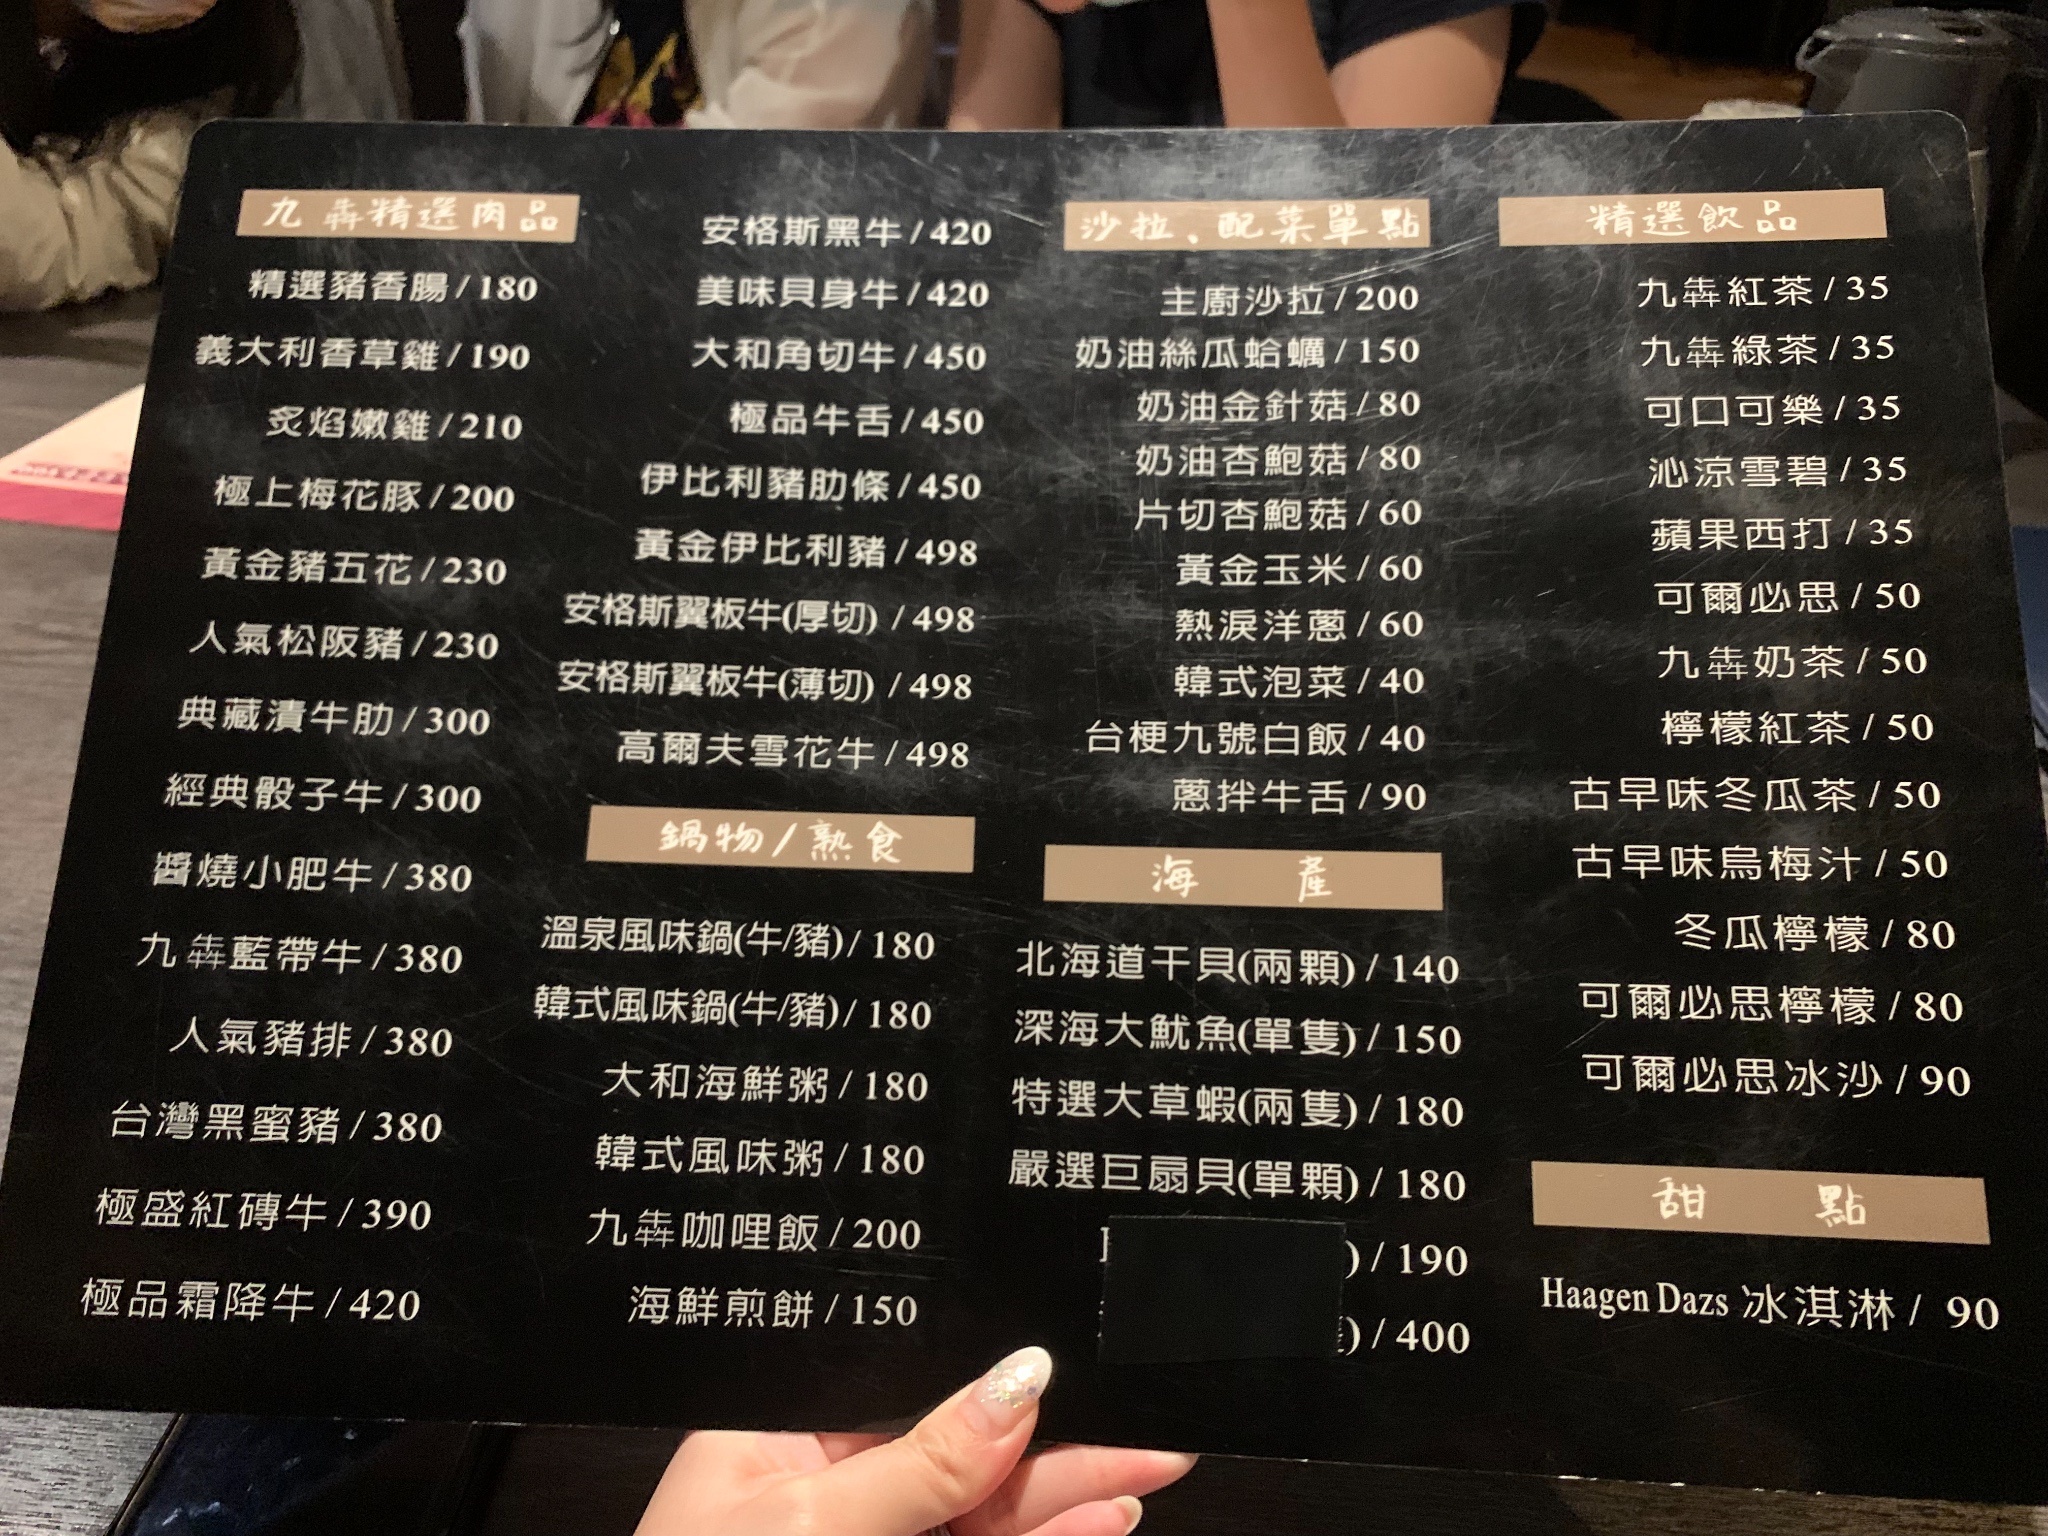 九犇精選肉品
精選豬香腸 / 180
義大利香草雞 / 190
炙焰嫩雞 / 210
極上梅花豚 / 200
黃金豬五花 / 230
人氣松阪豬 / 230
典藏漬牛肋 / 300
經典骰子牛 / 300
醬燒小肥牛 / 380
九犇藍帶牛 / 380
人氣豬排 / 380
台灣黑蜜豬 / 380
極盛紅磚牛 / 390
極品霜降牛 / 420
安格斯黑牛 / 420
美味貝身牛 / 420
大和角切牛 / 450
極品牛舌 / 450
伊比利豬肋條 / 450
黃金伊比利豬 / 498
安格斯翼板牛(厚切) / 498
安格斯翼板牛(薄切) / 498
高爾夫雪花牛 / 498
鍋物 / 熟食
溫泉風味鍋(牛/豬) / 180
韓式風味鍋(牛/豬) / 180
大和海鮮粥 / 180
韓式風味粥 / 180
九犇咖哩飯 / 200
海鮮煎餅 / 150
沙拉、配菜單點
主廚沙拉 / 200
奶油絲瓜蛤蠣 / 150
奶油金針菇 / 80
奶油杏鮑菇 / 80
片切杏鮑菇 / 60
黃金玉米 / 60
熱淚洋蔥 / 60
韓式泡菜 / 40
台梗九號白飯 / 40
蔥拌牛舌 / 90
海產
北海道干貝(兩顆) / 140
深海大魷魚(單隻) / 150
特選大草蝦(兩隻) / 180
嚴選巨扇貝(單顆) / 180
) / 190
) / 400
精選飲品
九犇紅茶 / 35
九犇綠茶 / 35
可口可樂 / 35
沁涼雪碧 / 35
蘋果西打 / 35
可爾必思 / 50
九犇奶茶 / 50
檸檬紅茶 / 50
古早味冬瓜茶 / 50
古早味烏梅汁 / 50
冬瓜檸檬 / 80
可爾必思檸檬 / 80
可爾必思冰沙 / 90
甜點
Haagen Dazs 冰淇淋 / 90